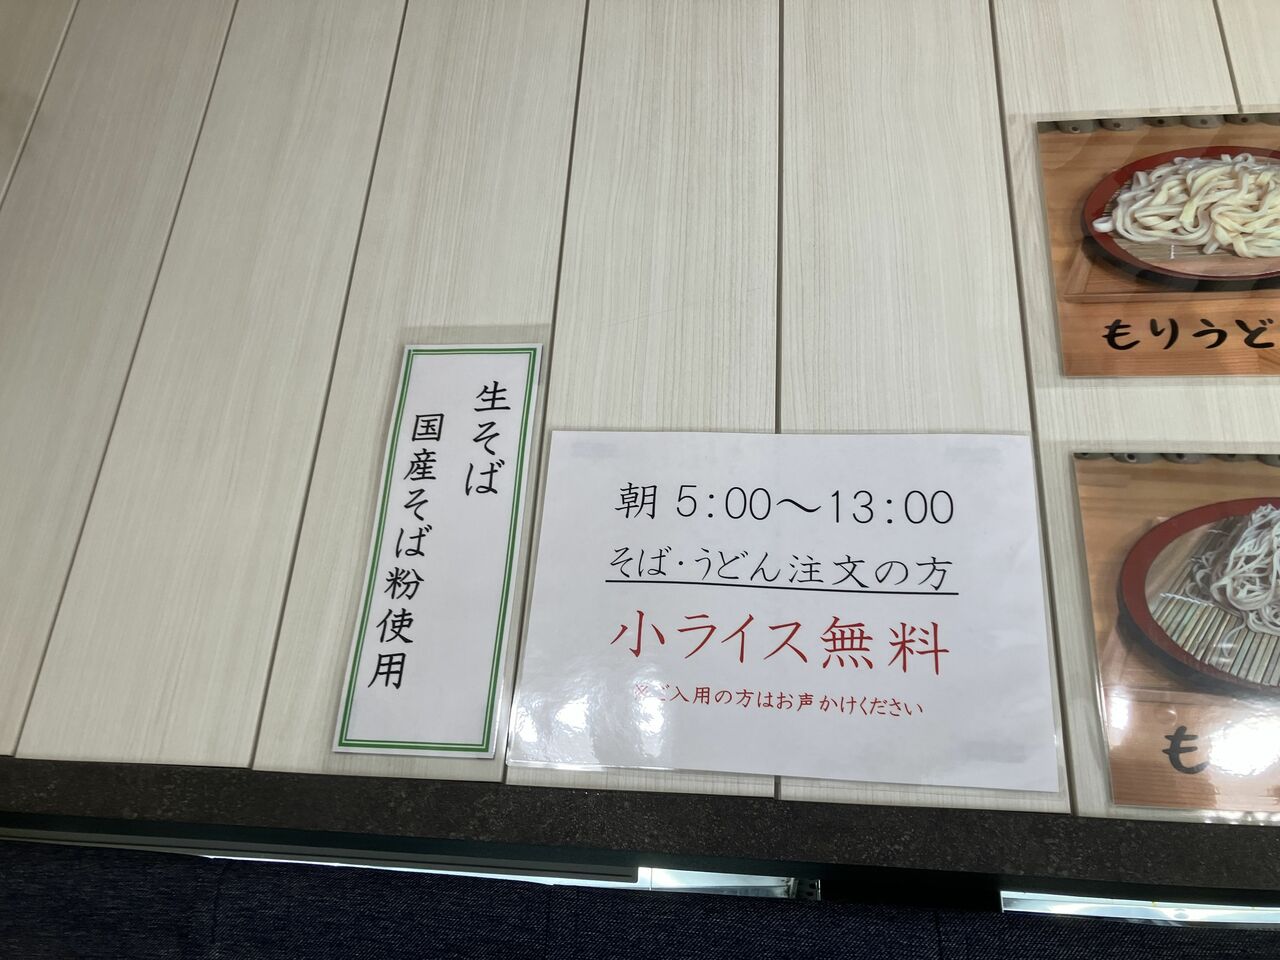 生そば
国産そば粉使用
朝 5:00～13:00
そば・うどん注文の方
小ライス無料
※ご入用の方はお声かけください
もりうど
も